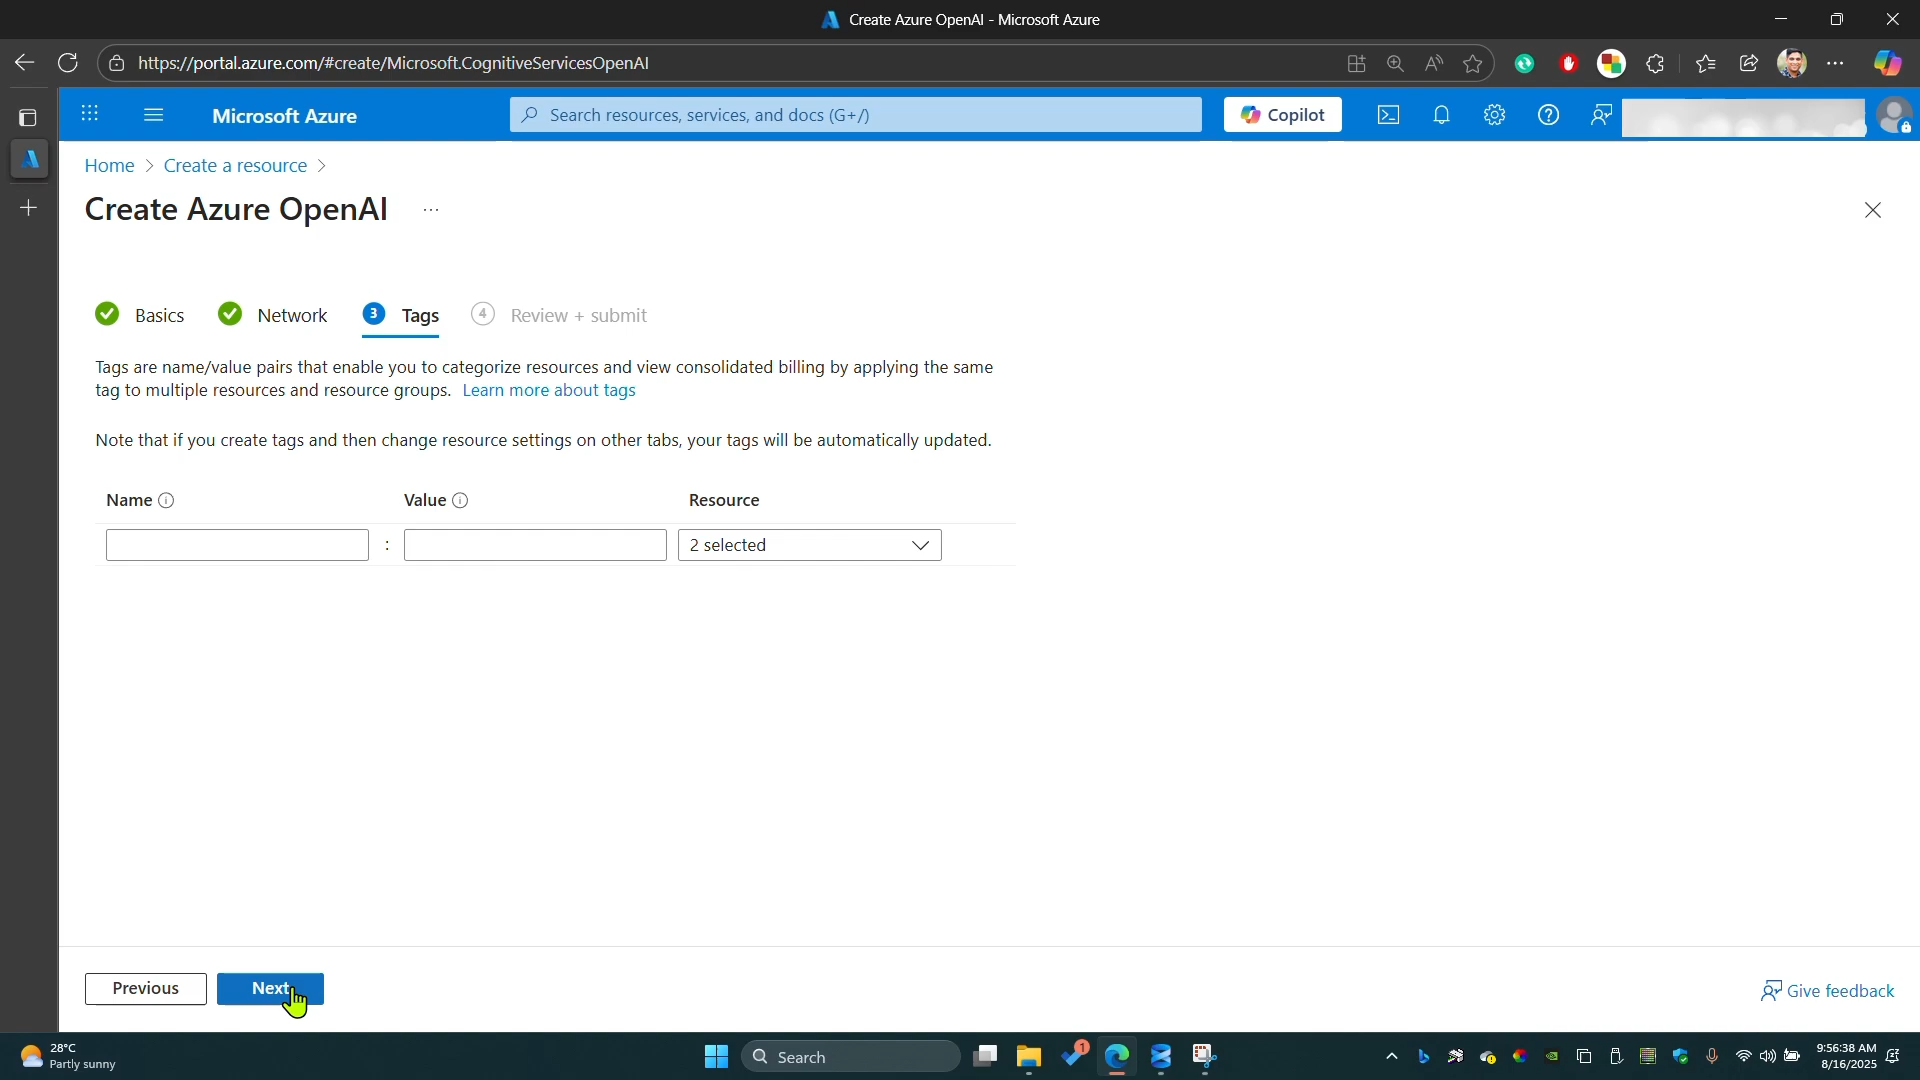 Create Azure OpenAI - Microsoft Azure
https://portal.azure.com/#create/Microsoft.CognitiveServicesOpenAI
Microsoft Azure
Search resources, services, and docs (G+/)
Copilot
Home > Create a resource >
Create Azure OpenAI ...
Basics
Network
3 Tags
4 Review + submit
Tags are name/value pairs that enable you to categorize resources and view consolidated billing by applying the same
tag to multiple resources and resource groups. Learn more about tags
Note that if you create tags and then change resource settings on other tabs, your tags will be automatically updated.
Name
Value
Resource
:
2 selected
Previous
Next
Give feedback
28°C
Partly sunny
Search
1
9:56:38 AM
8/16/2025